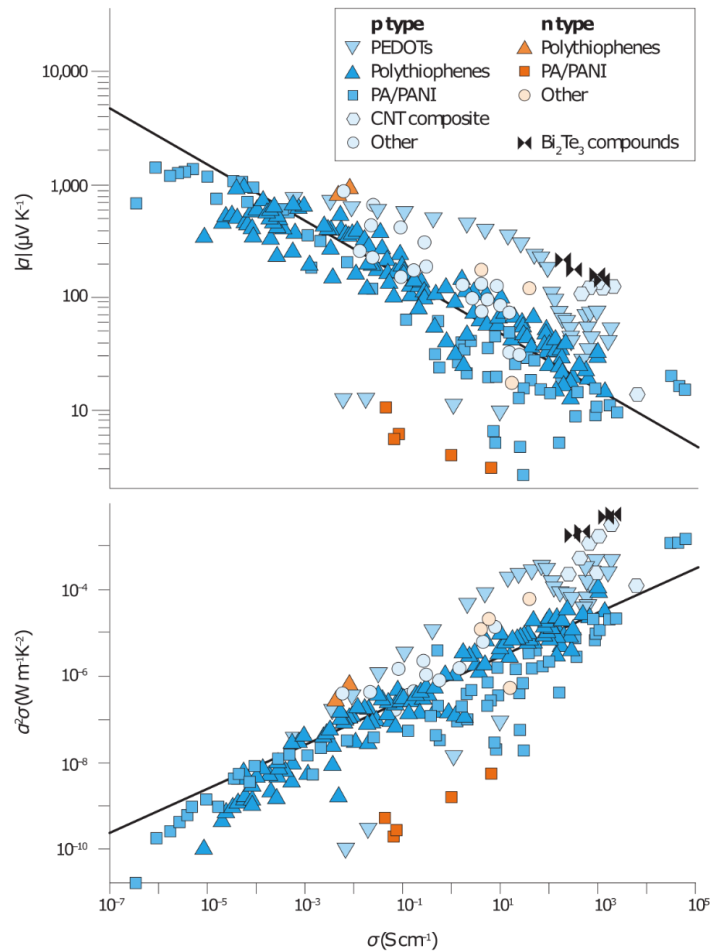 p type n type
PEDOTs Polythiophenes
Polythiophenes PA/PANI
PA/PANI Other
CNT composite
Other Bi₂Te₃ compounds
10,000
1,000
100
10
|α| (μV K⁻¹)
10⁻⁴
10⁻⁶
10⁻⁸
10⁻¹⁰
α²σ (W m⁻¹K⁻²)
10⁻⁷ 10⁻⁵ 10⁻³ 10⁻¹ 10¹ 10³ 10⁵
σ (S cm⁻¹)